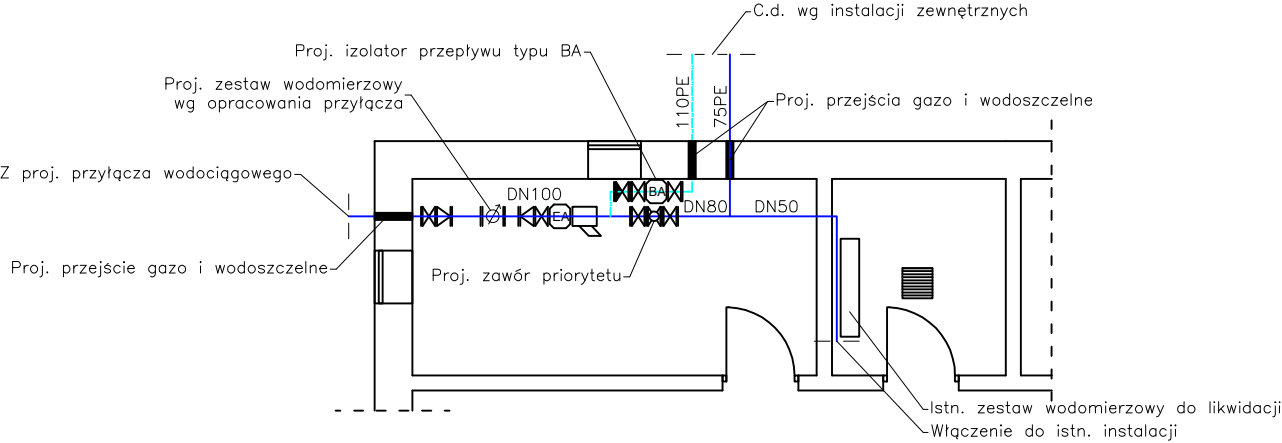 C.d. wg instalacji zewnętrznych
Proj. izolator przepływu typu BA
Proj. zestaw wodomierzowy
wg opracowania przyłącza
110PE
75PE
Proj. przejścia gazo i wodoszczelne
Z proj. przyłącza wodociągowego
DN100
BA
EA
DN80
DN50
Proj. przejście gazo i wodoszczelne
Proj. zawór priorytetu
Istn. zestaw wodomierzowy do likwidacji
Włączenie do istn. instalacji